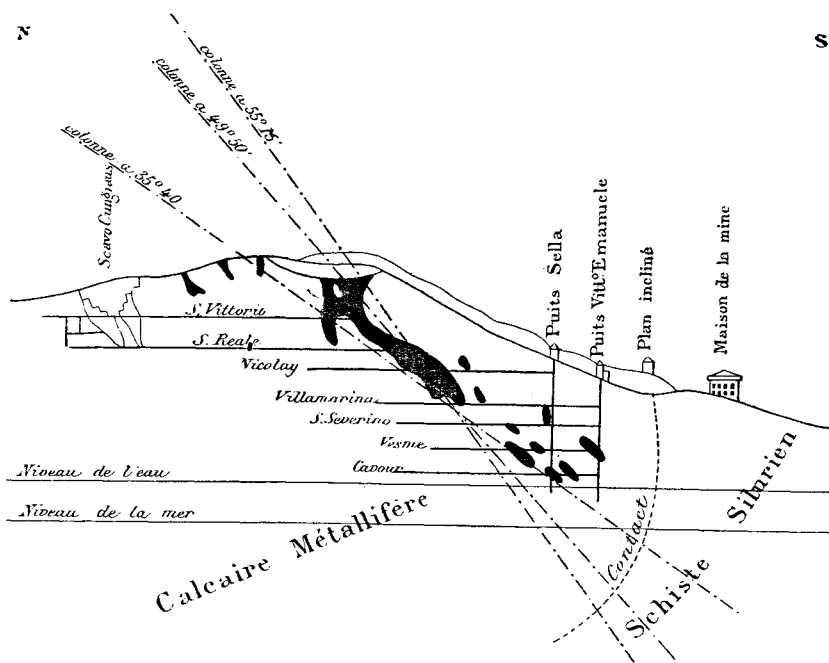 N
S
colonne a 55° 15'
colonne a 49° 50'
colonne a 35° 40
Scavo Cungiaus
Puits Sella
Puits Vitt.º Emanuele
Plan incliné
Maison de la mine
S. Vittorio
S. Reale
Nicolay
Villamarina
S. Severino
Vesme
Cavour
Niveau de l'eau
Niveau de la mer
Calcaire Métallifère
Contact
Schiste
Silurien